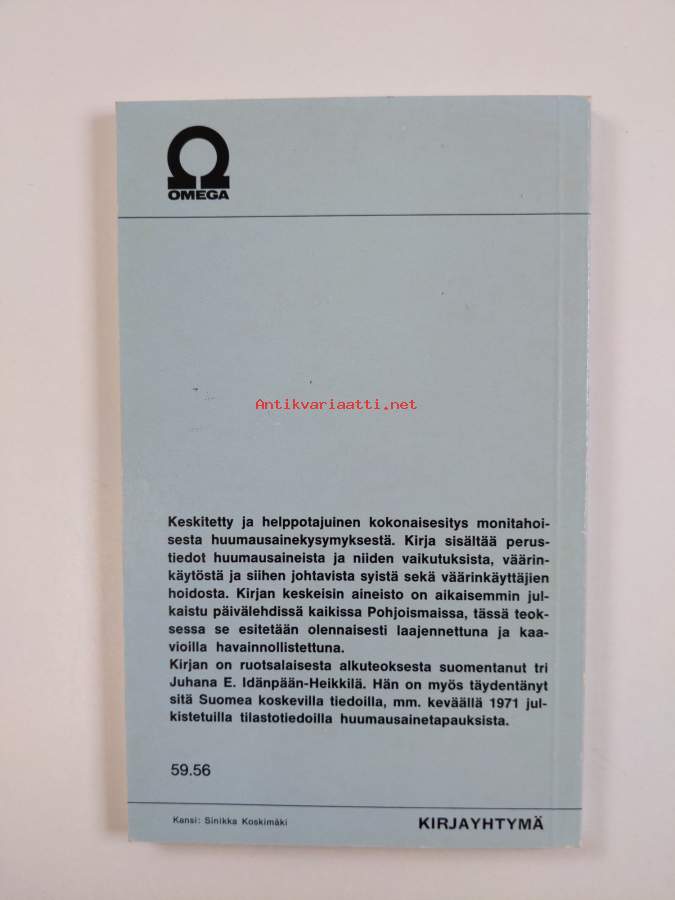 OMEGA
Antikvariaatti.net
Keskitetty ja helppotajuinen kokonaisesitys monitahoi-
sesta huumausainekysymyksestä. Kirja sisältää perus-
tiedot huumausaineista ja niiden vaikutuksista, väärin-
käytöstä ja siihen johtavista syistä sekä väärinkäyttäjien
hoidosta. Kirjan keskeisin aineisto on aikaisemmin jul-
kaistu päivälehdissä kaikissa Pohjoismaissa, tässä teok-
sessa se esitetään olennaisesti laajennettuna ja kaa-
vioilla havainnollistettuna.
Kirjan on ruotsalaisesta alkuteoksesta suomentanut tri
Juhana E. Idänpään-Heikkilä. Hän on myös täydentänyt
sitä Suomea koskevilla tiedoilla, mm. keväällä 1971 jul-
kistetuilla tilastotiedoilla huumausainetapauksista.
59.56
Kansi: Sinikka Koskimäki
KIRJAYHTYMÄ